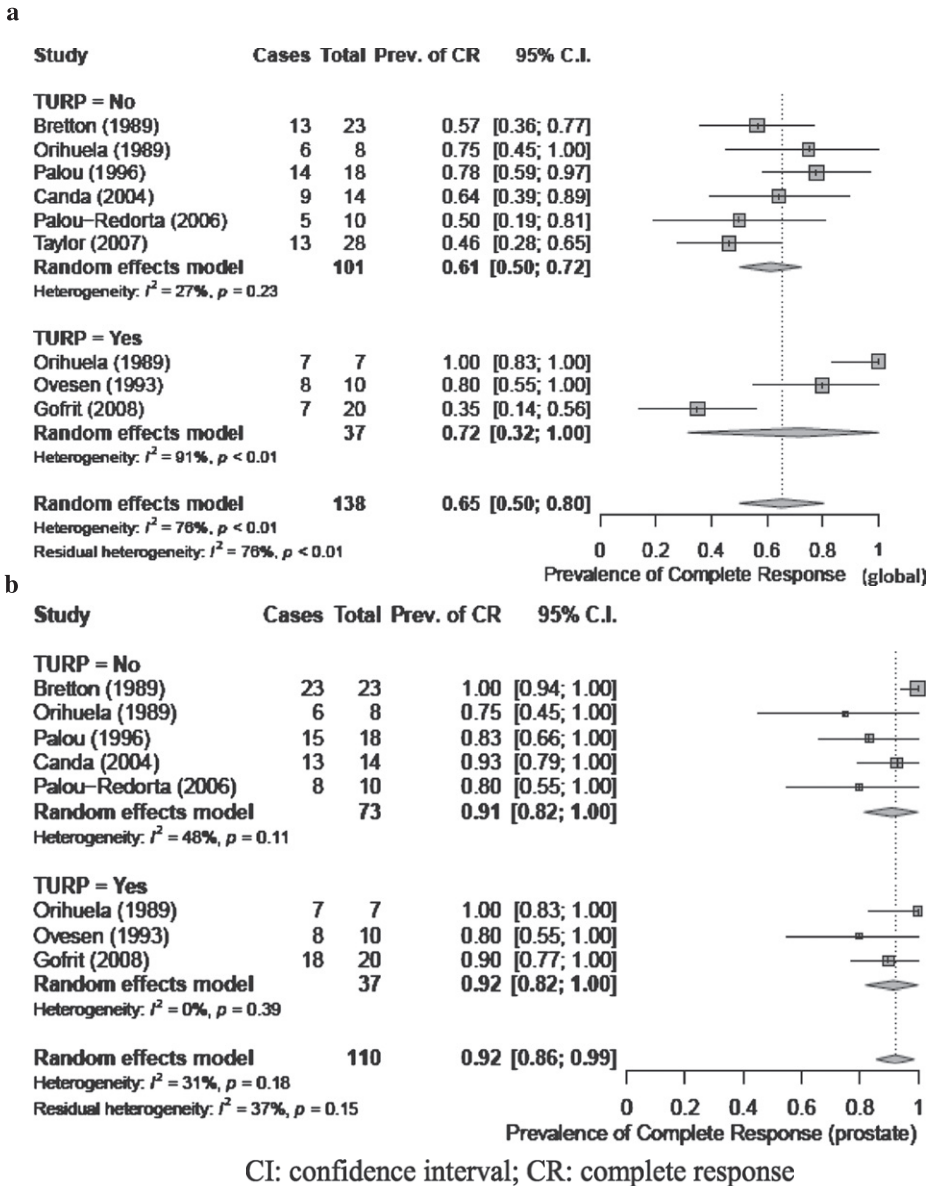 a
Study Cases Total Prev. of CR 95% C.I.
TURP = No
Bretton (1989) 13 23 0.57 [0.36; 0.77]
Orihuela (1989) 6 8 0.75 [0.45; 1.00]
Palou (1996) 14 18 0.78 [0.59; 0.97]
Canda (2004) 9 14 0.64 [0.39; 0.89]
Palou−Redorta (2006) 5 10 0.50 [0.19; 0.81]
Taylor (2007) 13 28 0.46 [0.28; 0.65]
Random effects model 101 0.61 [0.50; 0.72]
Heterogeneity: I² = 27%, p = 0.23
TURP = Yes
Orihuela (1989) 7 7 1.00 [0.83; 1.00]
Ovesen (1993) 8 10 0.80 [0.55; 1.00]
Gofrit (2008) 7 20 0.35 [0.14; 0.56]
Random effects model 37 0.72 [0.32; 1.00]
Heterogeneity: I² = 91%, p < 0.01
Random effects model 138 0.65 [0.50; 0.80]
Heterogeneity: I² = 76%, p < 0.01
Residual heterogeneity: I² = 76%, p < 0.01
0 0.2 0.4 0.6 0.8 1
Prevalence of Complete Response (global)
b
Study Cases Total Prev. of CR 95% C.I.
TURP = No
Bretton (1989) 23 23 1.00 [0.94; 1.00]
Orihuela (1989) 6 8 0.75 [0.45; 1.00]
Palou (1996) 15 18 0.83 [0.66; 1.00]
Canda (2004) 13 14 0.93 [0.79; 1.00]
Palou−Redorta (2006) 8 10 0.80 [0.55; 1.00]
Random effects model 73 0.91 [0.82; 1.00]
Heterogeneity: I² = 48%, p = 0.11
TURP = Yes
Orihuela (1989) 7 7 1.00 [0.83; 1.00]
Ovesen (1993) 8 10 0.80 [0.55; 1.00]
Gofrit (2008) 18 20 0.90 [0.77; 1.00]
Random effects model 37 0.92 [0.82; 1.00]
Heterogeneity: I² = 0%, p = 0.39
Random effects model 110 0.92 [0.86; 0.99]
Heterogeneity: I² = 31%, p = 0.18
Residual heterogeneity: I² = 37%, p = 0.15
0 0.2 0.4 0.6 0.8 1
Prevalence of Complete Response (prostate)
CI: confidence interval; CR: complete response